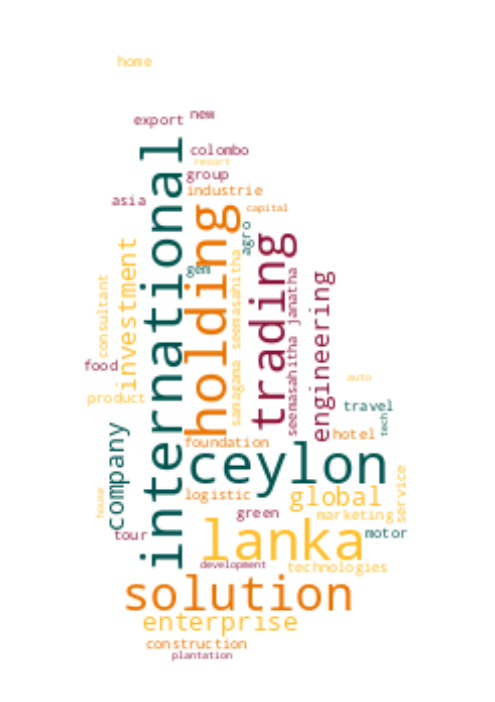 home
export
new
colombo
resort
group
industrie
asia
capital
international
holding
trading
agro
gem
samagama seemasahitha
seemasahitha janatha
engineering
investment
consultant
food
product
auto
travel
tech
hotel
foundation
company
ceylon
house
logistic
global
service
green
marketing
tour
lanka
motor
development
technologies
solution
enterprise
construction
plantation